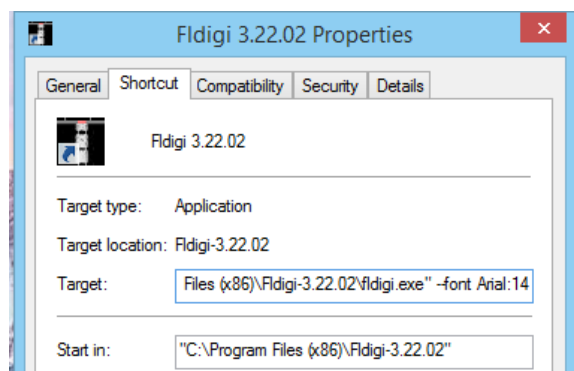 Fldigi 3.22.02 Properties
General Shortcut Compatibility Security Details
Fldigi 3.22.02
Target type: Application
Target location: Fldigi-3.22.02
Target: Files (x86)\Fldigi-3.22.02\fldigi.exe" --font Arial:14
Start in: "C:\Program Files (x86)\Fldigi-3.22.02"